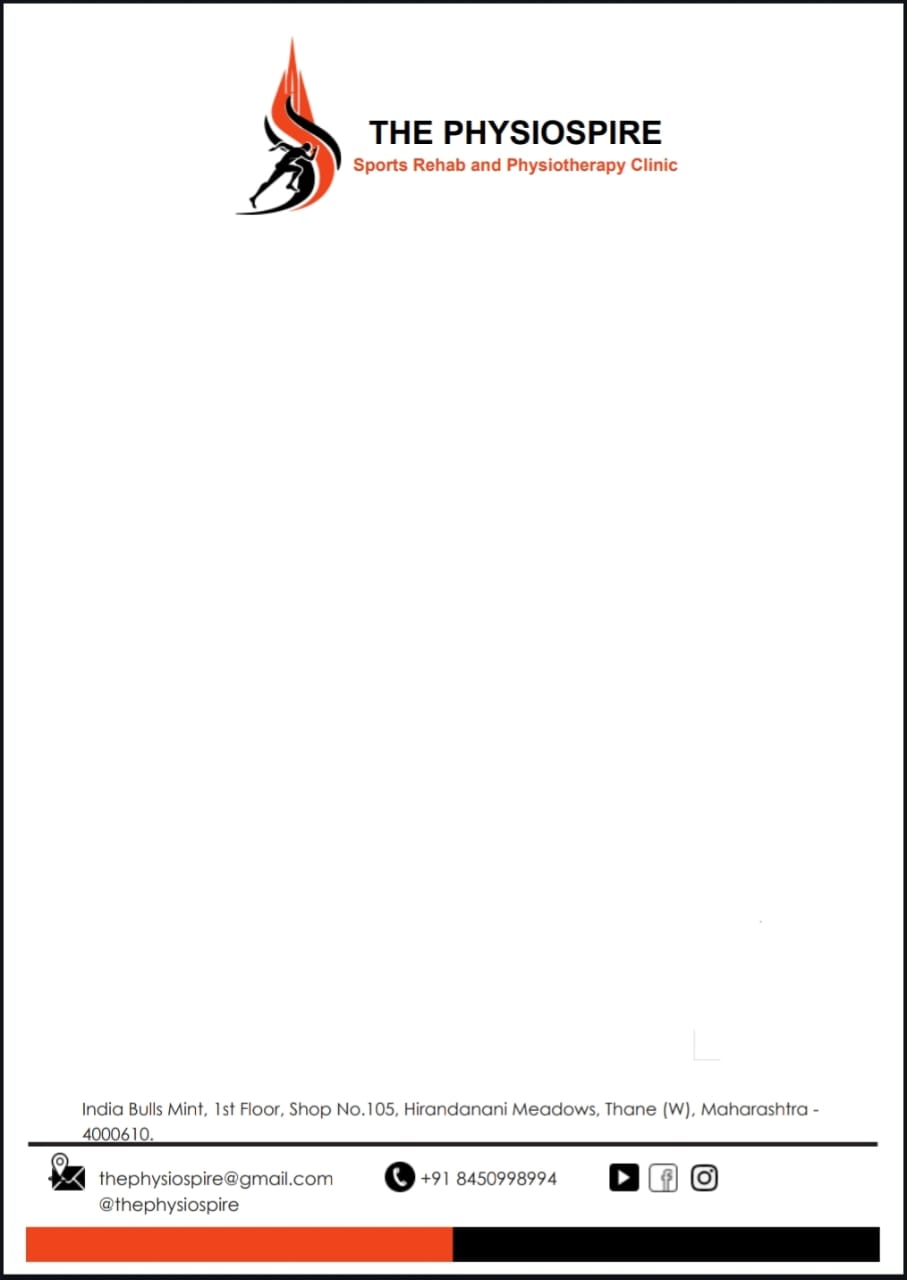 THE PHYSIOSPIRE
Sports Rehab and Physiotherapy Clinic
India Bulls Mint, 1st Floor, Shop No.105, Hirandanani Meadows, Thane (W), Maharashtra -
4000610.
thephysiospire@gmail.com
+91 8450998994
@thephysiospire